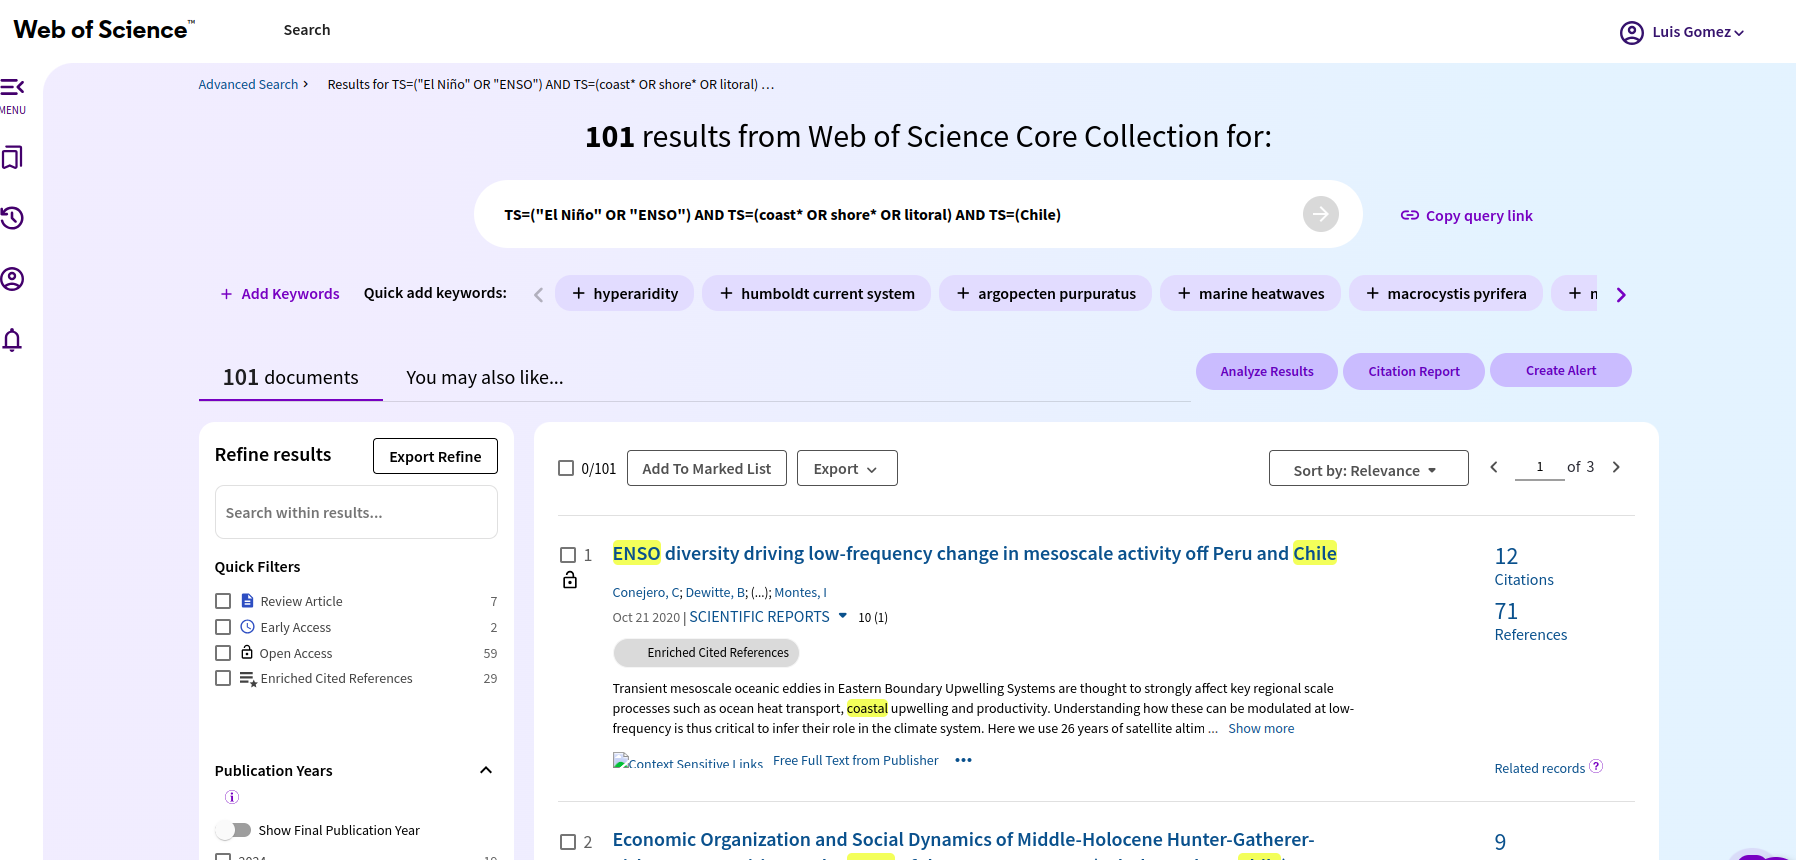 Web of Science™
Search
Luis Gomez
MENU
Advanced Search > Results for TS=("El Niño" OR "ENSO") AND TS=(coast* OR shore* OR litoral) ...
101 results from Web of Science Core Collection for:
TS=("El Niño" OR "ENSO") AND TS=(coast* OR shore* OR litoral) AND TS=(Chile)
Copy query link
+ Add Keywords
Quick add keywords:
+ hyperaridity
+ humboldt current system
+ argopecten purpuratus
+ marine heatwaves
+ macrocystis pyrifera
101 documents
You may also like...
Analyze Results
Citation Report
Create Alert
Refine results
Export Refine
Search within results...
Quick Filters
Review Article 7
Early Access 2
Open Access 59
Enriched Cited References 29
Publication Years
Show Final Publication Year
0/101
Add To Marked List
Export
Sort by: Relevance
1 of 3
1
ENSO diversity driving low-frequency change in mesoscale activity off Peru and Chile
Conejero, C; Dewitte, B; (...); Montes, I
Oct 21 2020 | SCIENTIFIC REPORTS 10 (1)
Enriched Cited References
Transient mesoscale oceanic eddies in Eastern Boundary Upwelling Systems are thought to strongly affect key regional scale
processes such as ocean heat transport, coastal upwelling and productivity. Understanding how these can be modulated at low-
frequency is thus critical to infer their role in the climate system. Here we use 26 years of satellite altim ... Show more
Context Sensitive Links
Free Full Text from Publisher
•••
12
Citations
71
References
Related records ?
2
Economic Organization and Social Dynamics of Middle-Holocene Hunter-Gatherer-
9